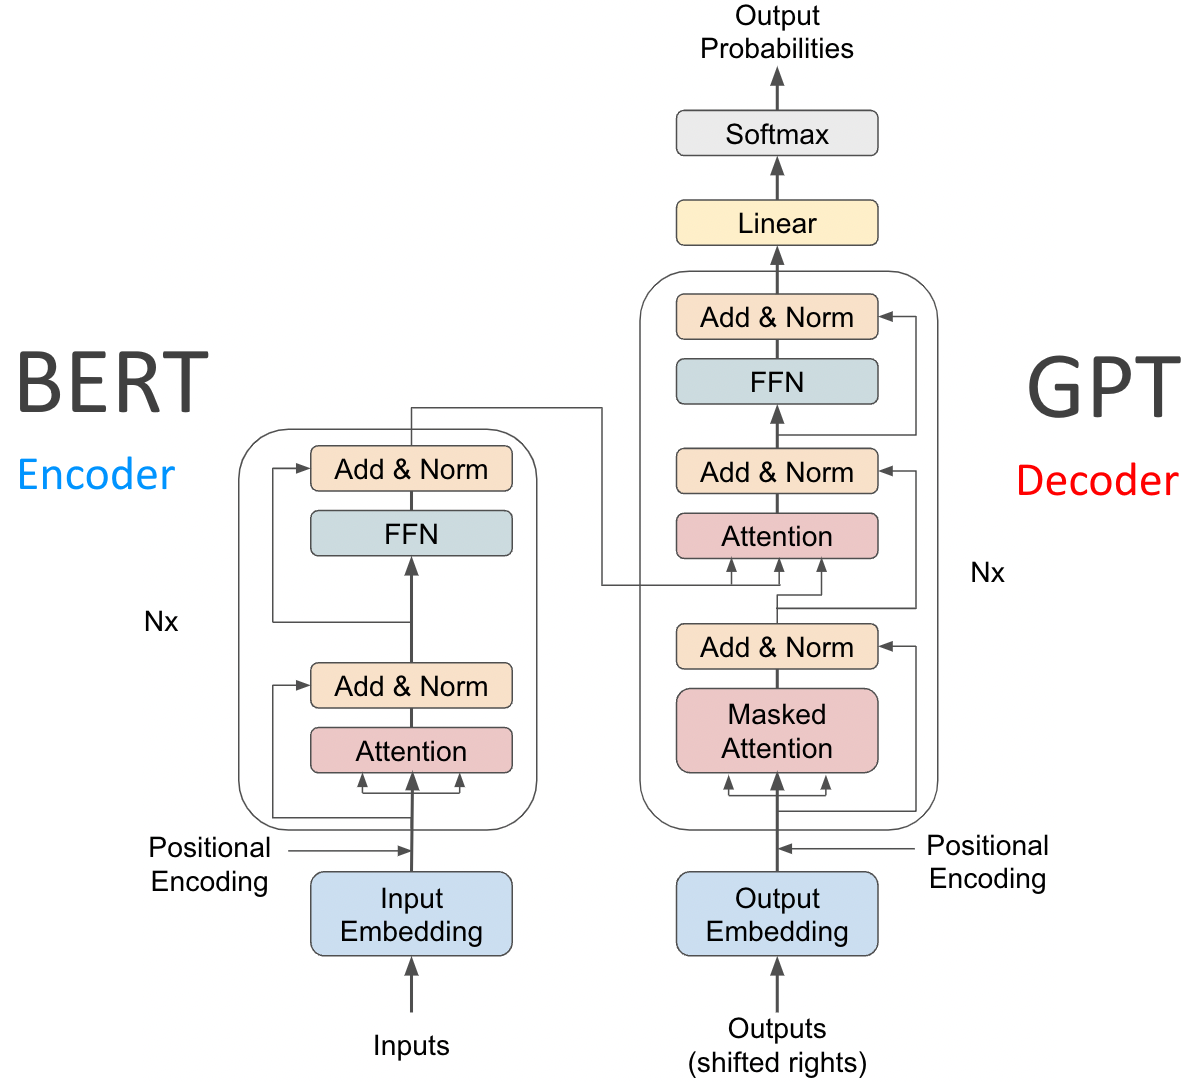 Output
Probabilities
Softmax
Linear
Add & Norm
FFN
Add & Norm
Attention
Add & Norm
Masked
Attention
Nx
GPT
Decoder
Positional
Encoding
Output
Embedding
Outputs
(shifted rights)
BERT
Encoder
Add & Norm
FFN
Nx
Add & Norm
Attention
Positional
Encoding
Input
Embedding
Inputs